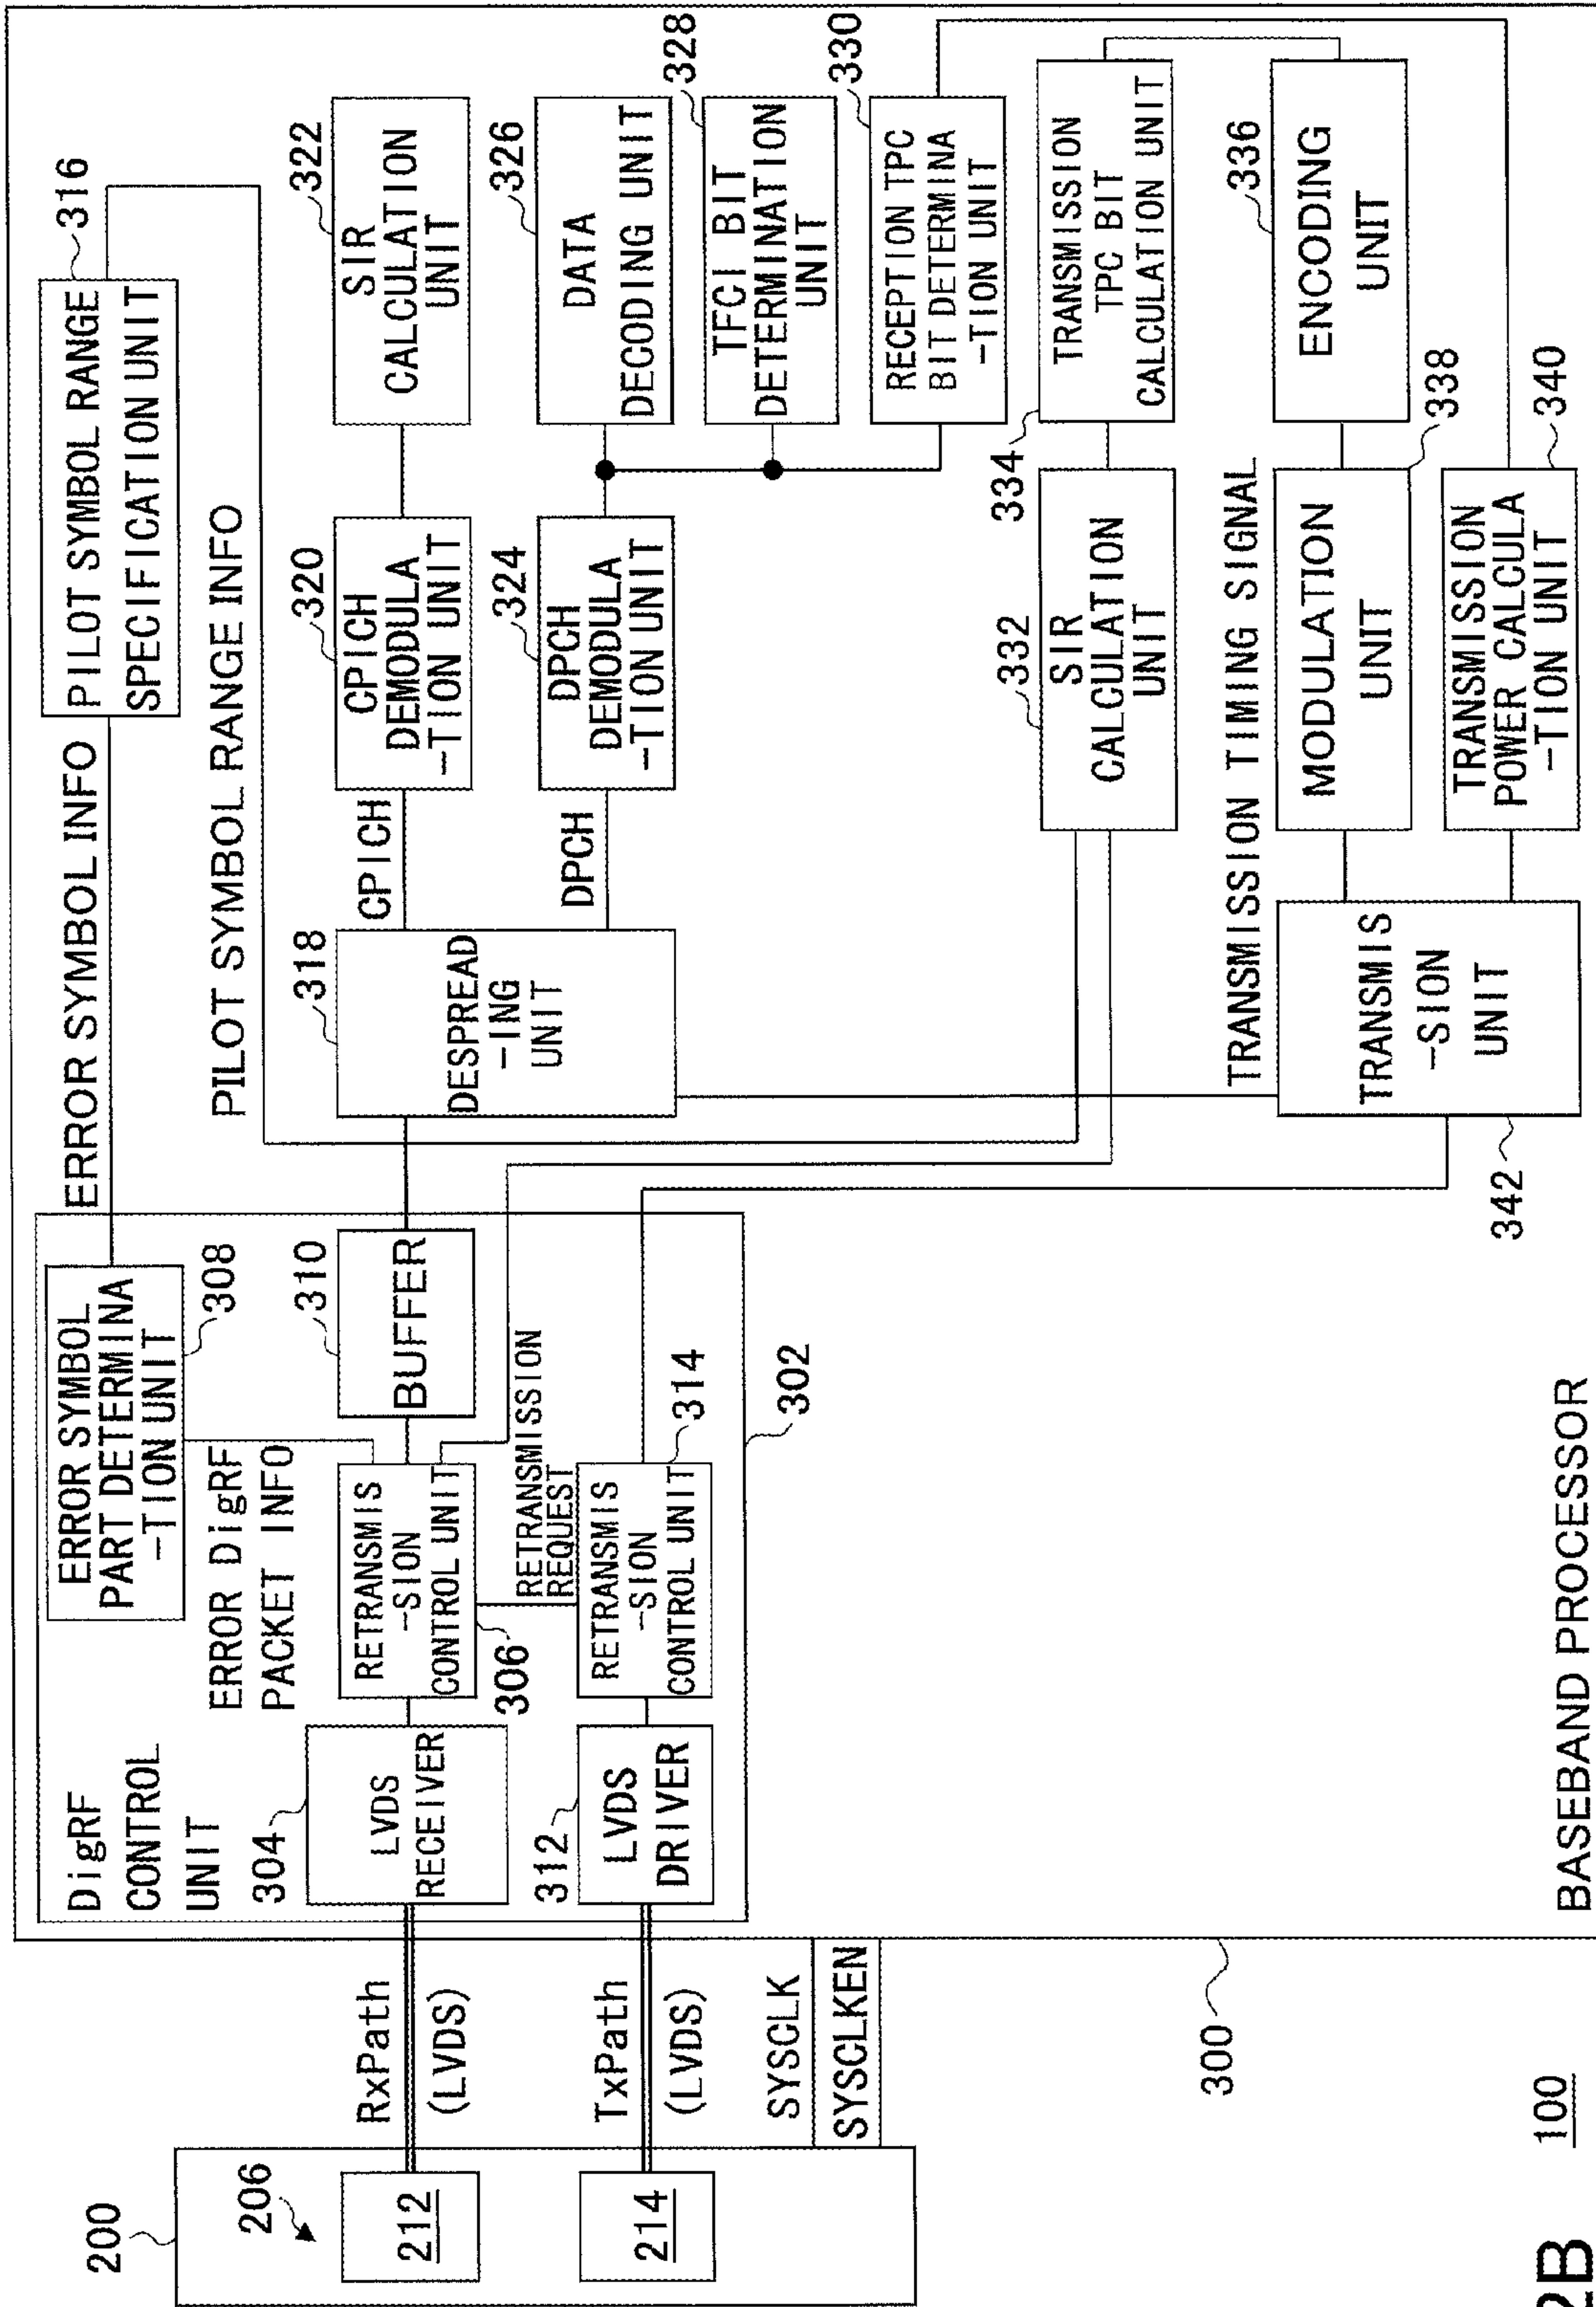 200
206
212
214
RxPath
(LVDS)
TxPath
(LVDS)
SYSCLK
SYSCLKEN
300
100
2B
BASEBAND PROCESSOR
DigRF
CONTROL
UNIT
304
LVDS
RECEIVER
312
LVDS
DRIVER
ERROR SYMBOL
PART DETERMINA
-TION UNIT
308
ERROR DigRF
PACKET INFO
RETRANSMIS
-SION
CONTROL UNIT
306
RETRANSMISSION
REQUEST
RETRANSMIS
-SION
CONTROL UNIT
314
302
310
BUFFER
ERROR SYMBOL INFO
PILOT SYMBOL RANGE
SPECIFICATION UNIT
316
PILOT SYMBOL RANGE INFO
318
DESPREAD
-ING
UNIT
CPICH
DPCH
320
CPICH
DEMODULA
-TION UNIT
324
DPCH
DEMODULA
-TION UNIT
322
SIR
CALCULATION
UNIT
326
DATA
DECODING UNIT
328
TFCI BIT
DETERMINATION
UNIT
330
RECEPTION TPC
BIT DETERMINA
-TION UNIT
332
SIR
CALCULATION
UNIT
334
TRANSMISSION
TPC BIT
CALCULATION UNIT
TRANSMISSION TIMING SIGNAL
336
ENCODING
UNIT
MODULATION
UNIT
338
TRANSMISSION
POWER CALCULA
-TION UNIT
340
TRANSMIS
-SION
UNIT
342